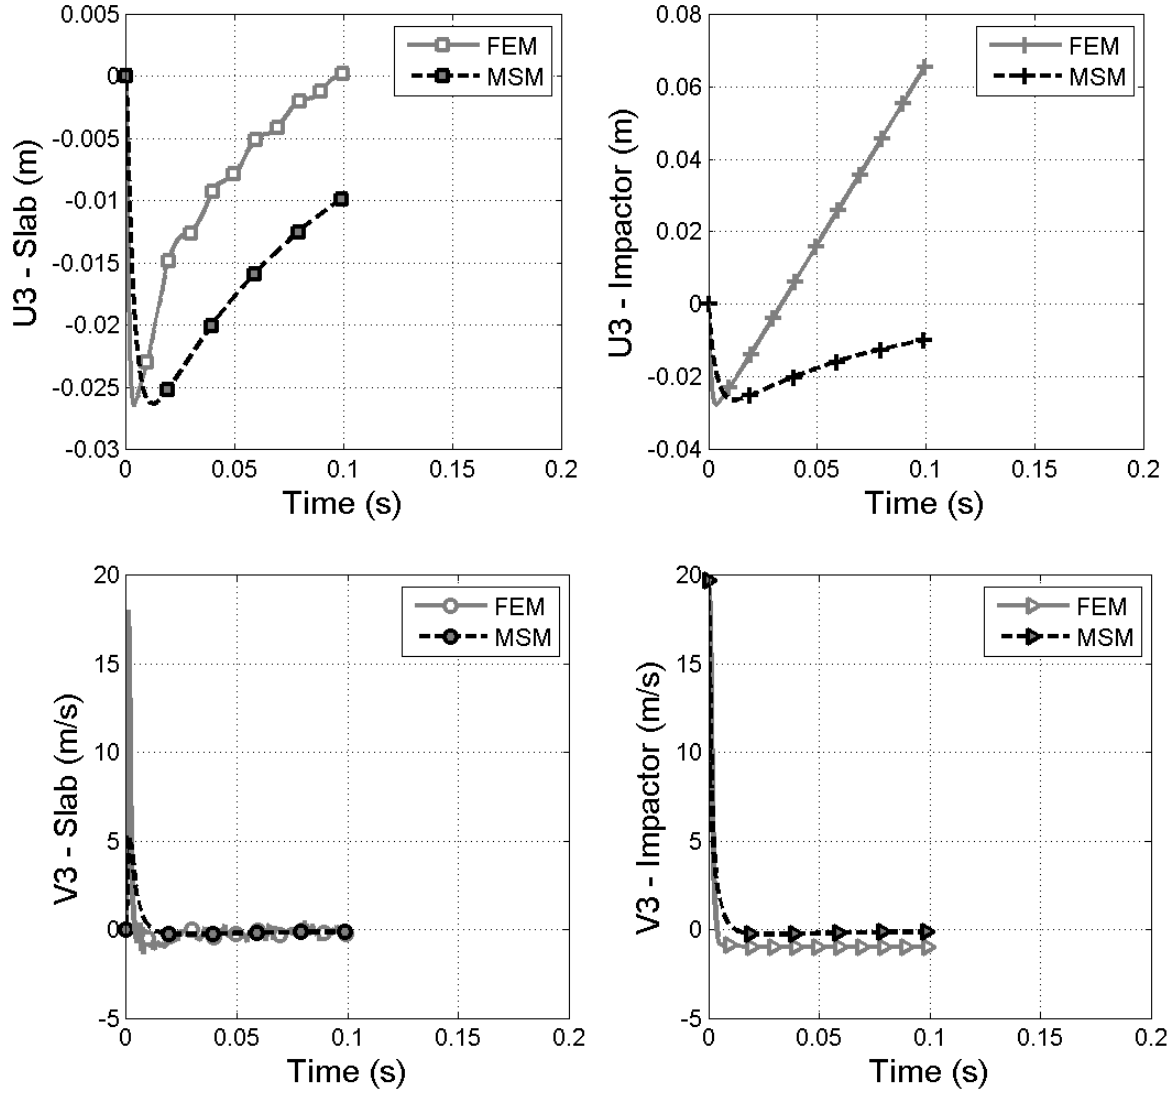 0.005
0
-0.005
-0.01
-0.015
-0.02
-0.025
-0.03
U3 - Slab (m)
0 0.05 0.1 0.15 0.2
Time (s)
FEM
MSM
0.08
0.06
0.04
0.02
0
-0.02
-0.04
U3 - Impactor (m)
0 0.05 0.1 0.15 0.2
Time (s)
FEM
MSM
20
15
10
5
0
-5
V3 - Slab (m/s)
0 0.05 0.1 0.15 0.2
Time (s)
FEM
MSM
20
15
10
5
0
-5
V3 - Impactor (m/s)
0 0.05 0.1 0.15 0.2
Time (s)
FEM
MSM